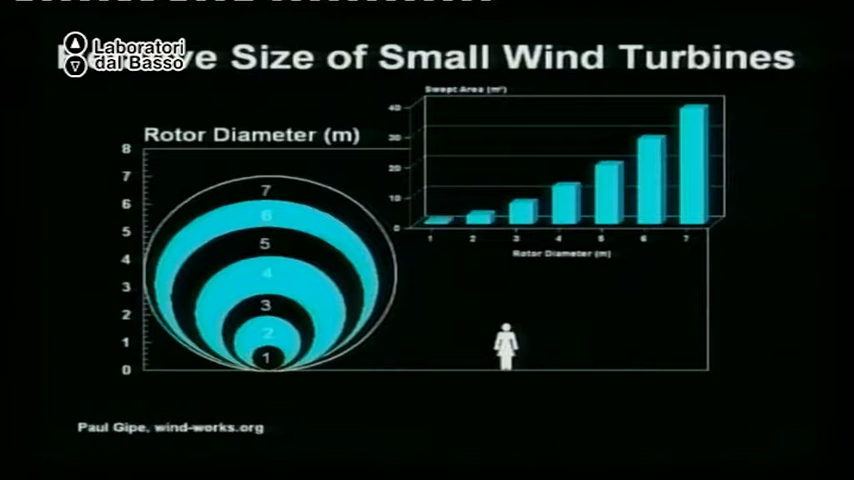 Laboratori
dal Basso
ve Size of Small Wind Turbines
Swept Area (m²)
40
30
20
10
0
1 2 3 4 5 6 7
Rotor Diameter (m)
Rotor Diameter (m)
8
7
6
5
4
3
2
1
0
7
6
5
4
3
2
1
Paul Gipe, wind-works.org